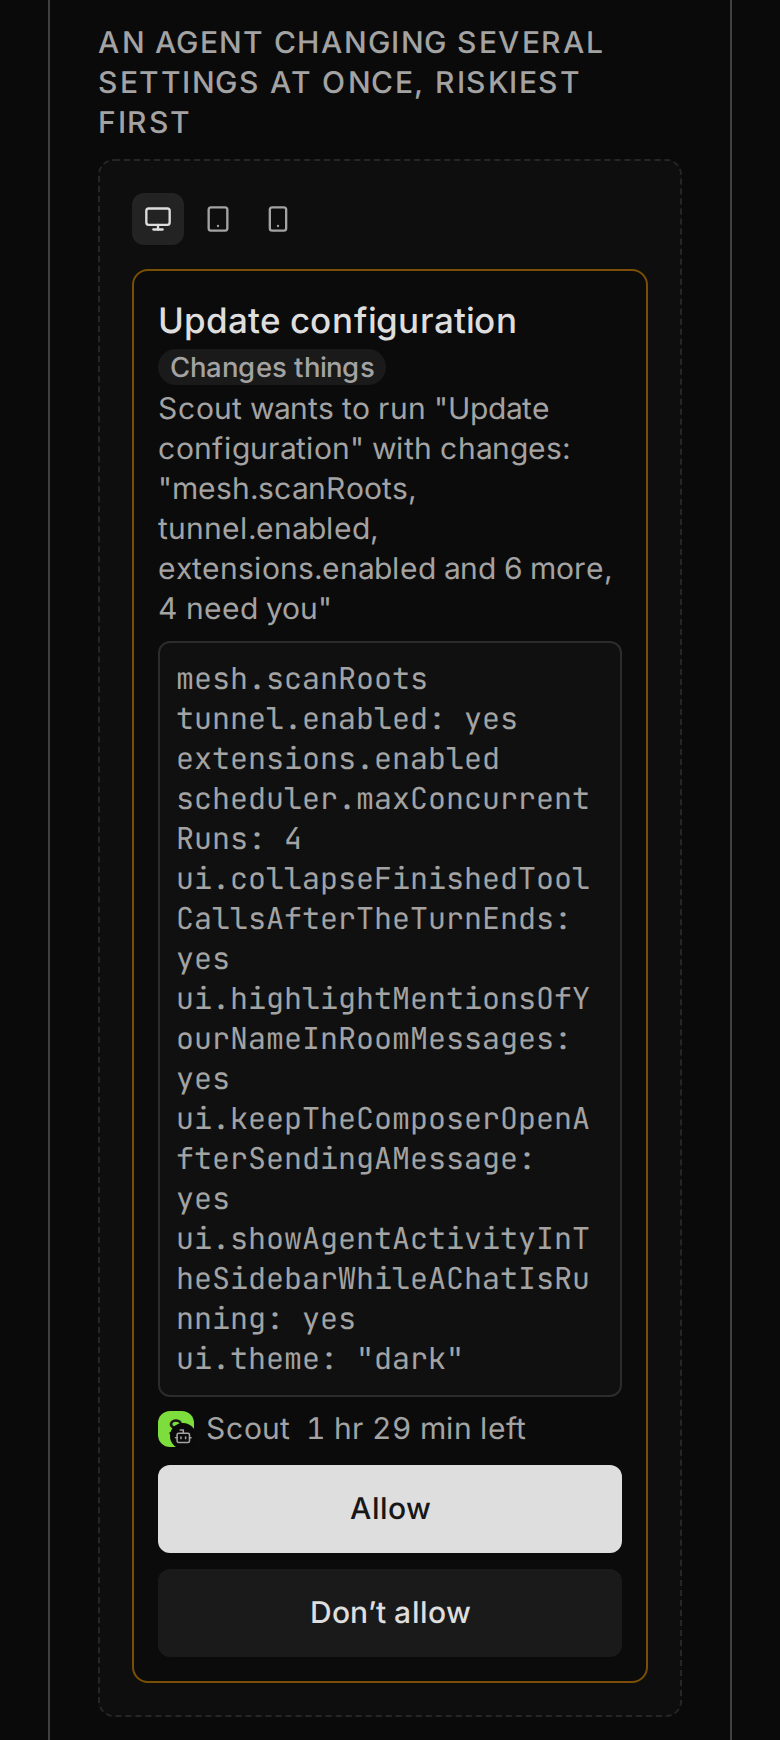 AN AGENT CHANGING SEVERAL
SETTINGS AT ONCE, RISKIEST
FIRST
Update configuration
Changes things
Scout wants to run "Update
configuration" with changes:
"mesh.scanRoots,
tunnel.enabled,
extensions.enabled and 6 more,
4 need you"
mesh.scanRoots
tunnel.enabled: yes
extensions.enabled
scheduler.maxConcurrent
Runs: 4
ui.collapseFinishedTool
CallsAfterTheTurnEnds:
yes
ui.highlightMentionsOfY
ourNameInRoomMessages:
yes
ui.keepTheComposerOpenA
fterSendingAMessage:
yes
ui.showAgentActivityInT
heSidebarWhileAChatIsRu
nning: yes
ui.theme: "dark"
Scout 1 hr 29 min left
Allow
Don’t allow